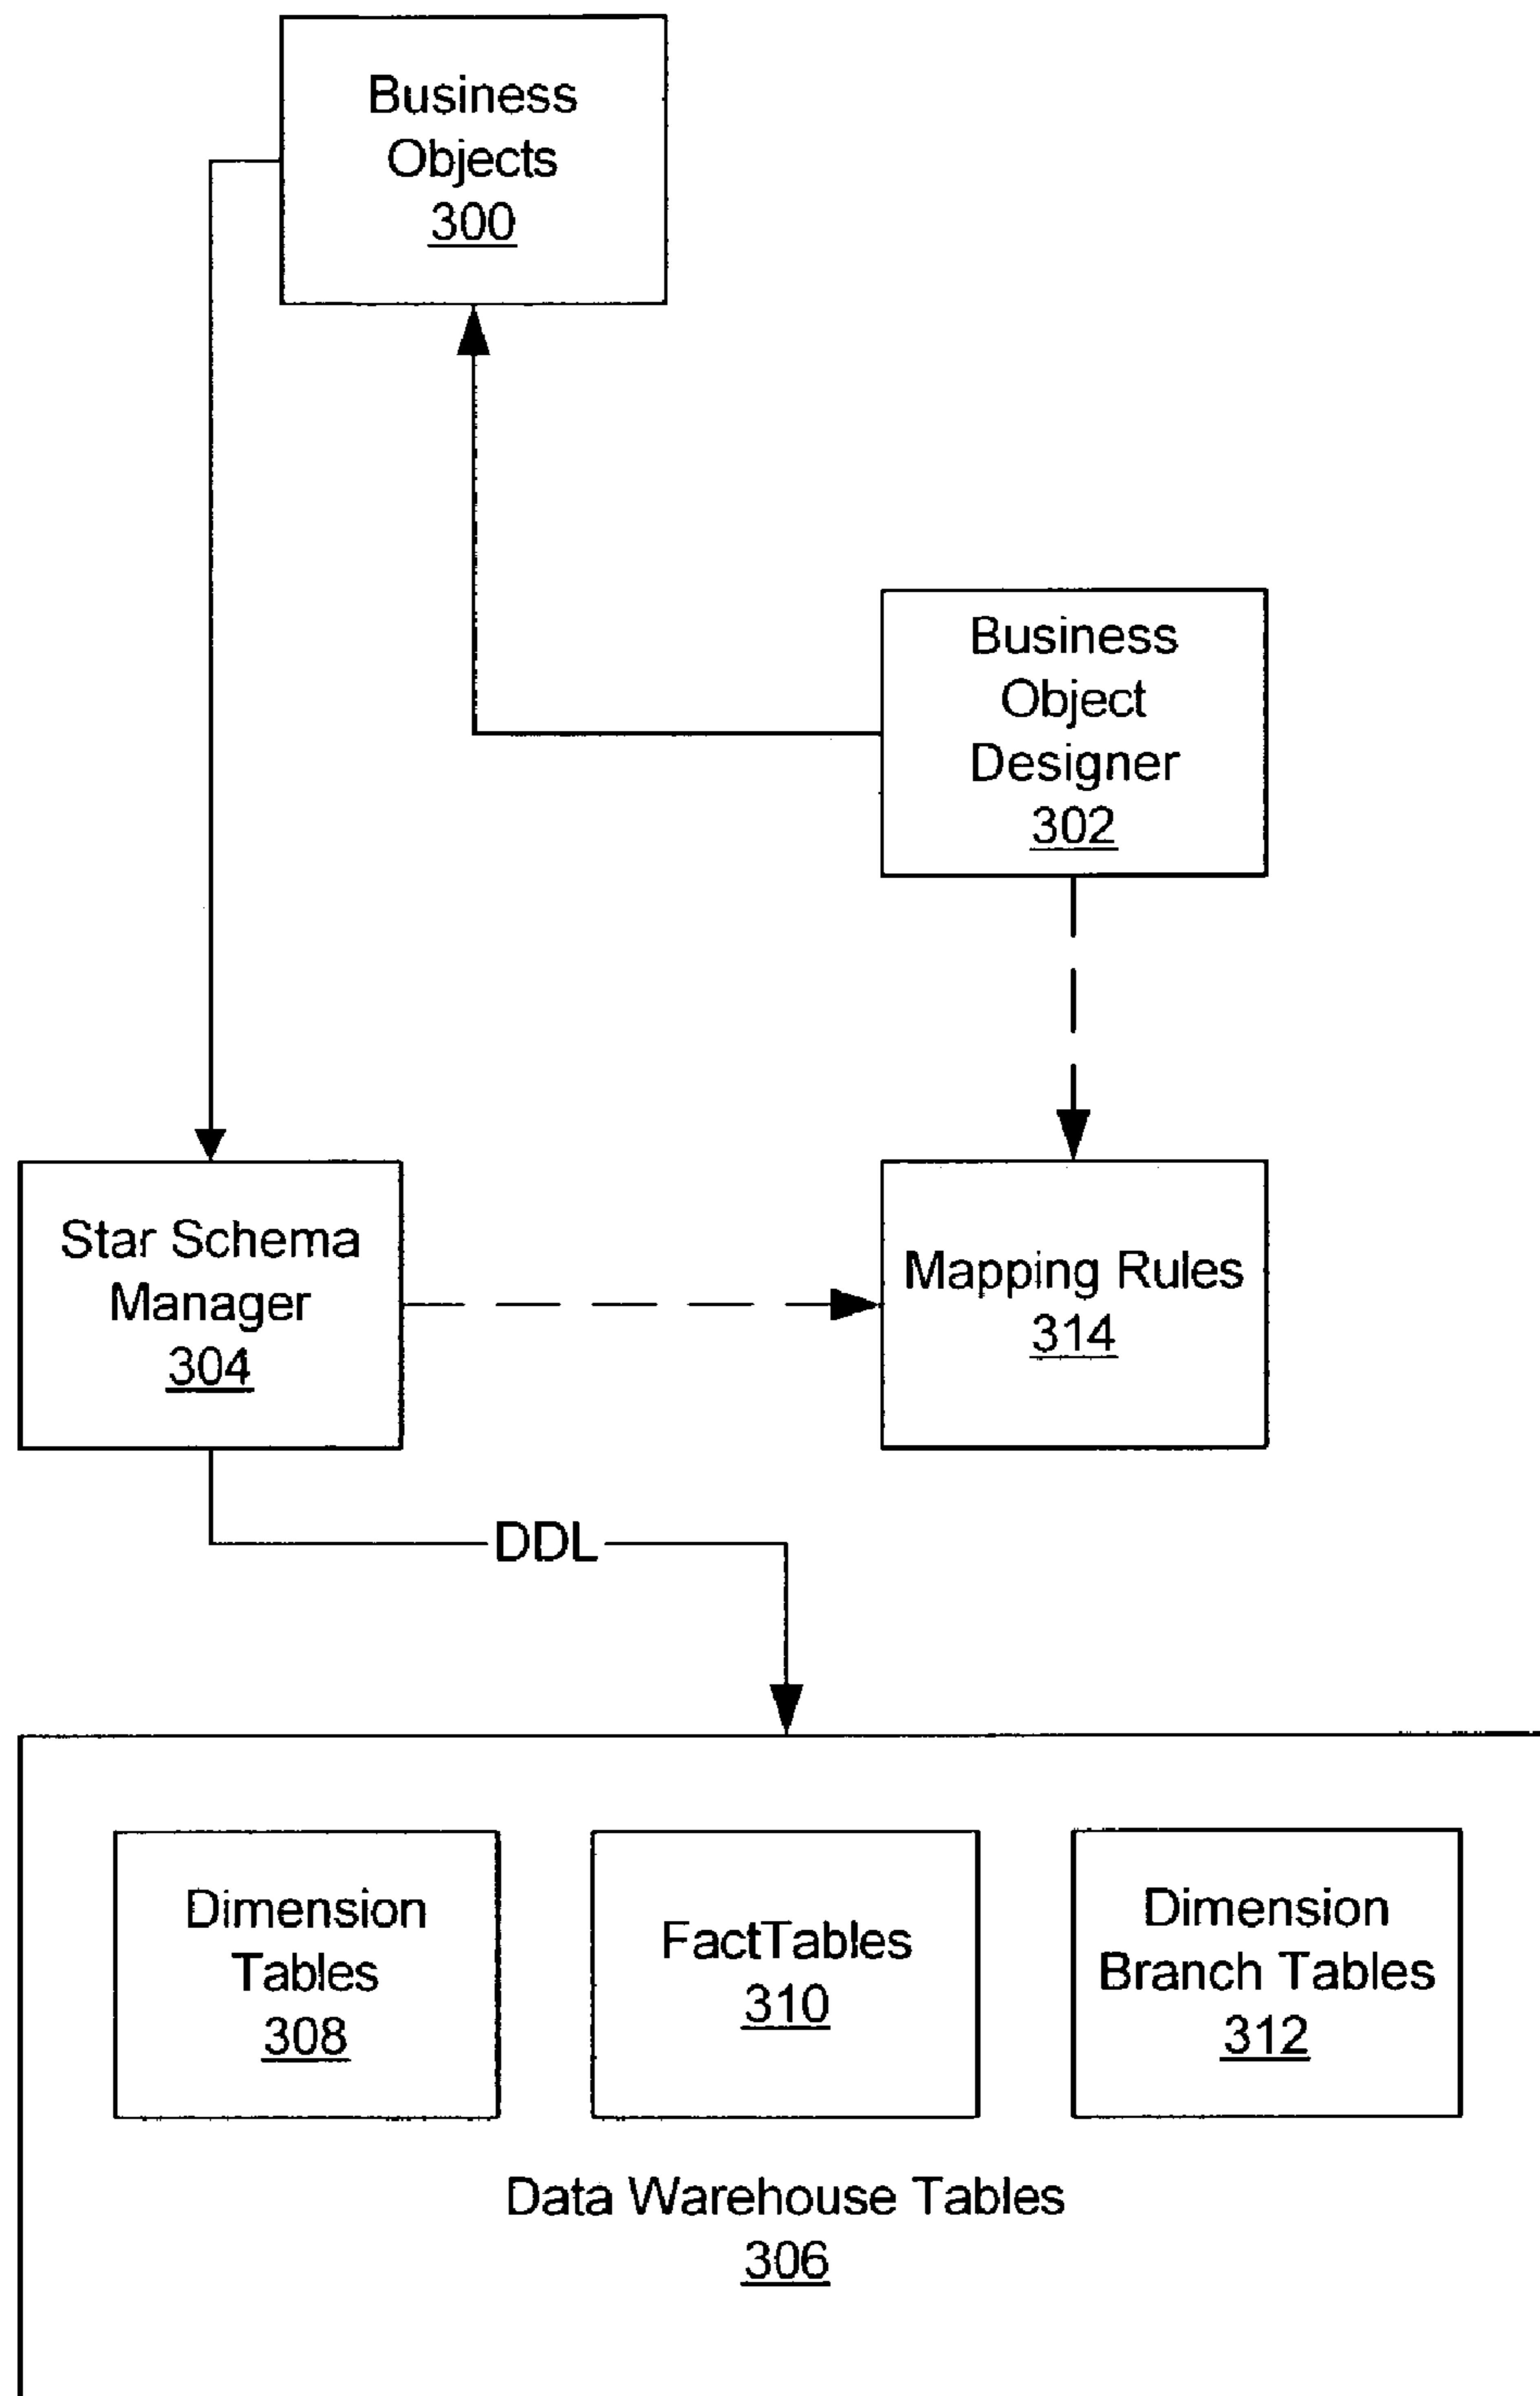 Business
Objects
300
Business
Object
Designer
302
Star Schema
Manager
304
Mapping Rules
314
DDL
Dimension
Tables
308
FactTables
310
Dimension
Branch Tables
312
Data Warehouse Tables
306